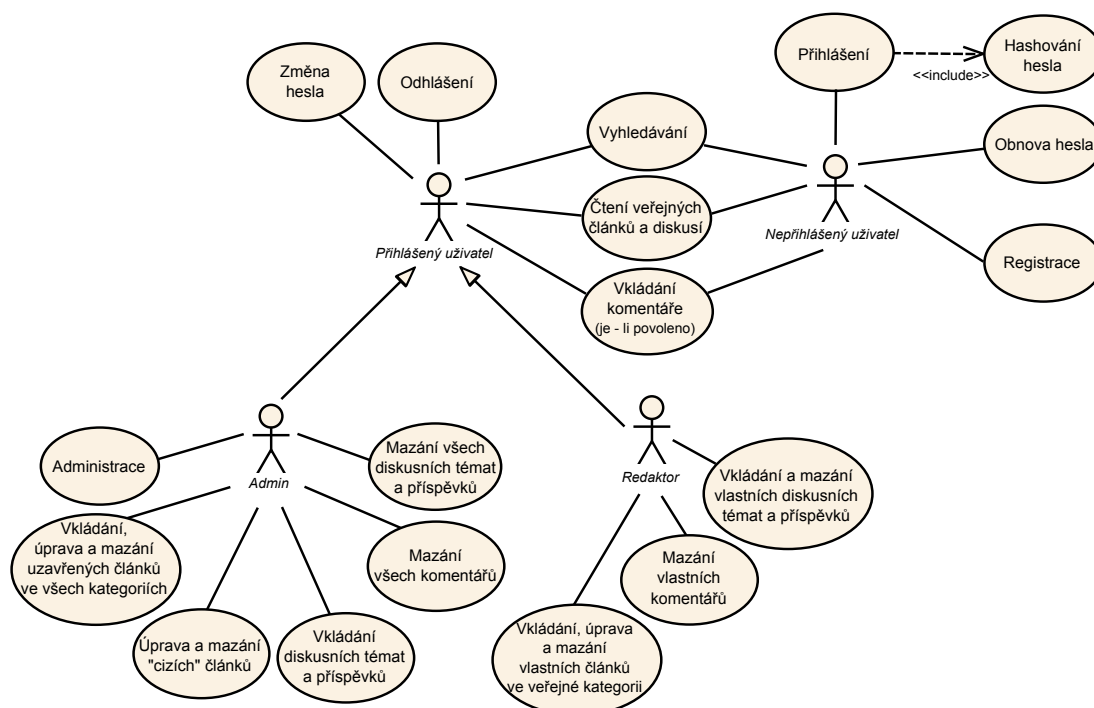 Změna
hesla
Odhlášení
Přihlášení
<<include>>
Hashování
hesla
Vyhledávání
Obnova hesla
Čtení veřejných
článků a diskusí
Přihlášený uživatel
Nepřihlášený uživatel
Registrace
Vkládání
komentáře
(je - li povoleno)
Administrace
Admin
Mazání všech
diskusních témat
a příspěvků
Redaktor
Vkládání a mazání
vlastních diskusních
témat a příspěvků
Vkládání,
úprava a mazání
uzavřených článků
ve všech kategoriích
Mazání
všech komentářů
Mazání
vlastních
komentářů
Úprava a mazání
"cizích" článků
Vkládání
diskusních témat
a příspěvků
Vkládání, úprava
a mazání
vlastních článků
ve veřejné kategorii